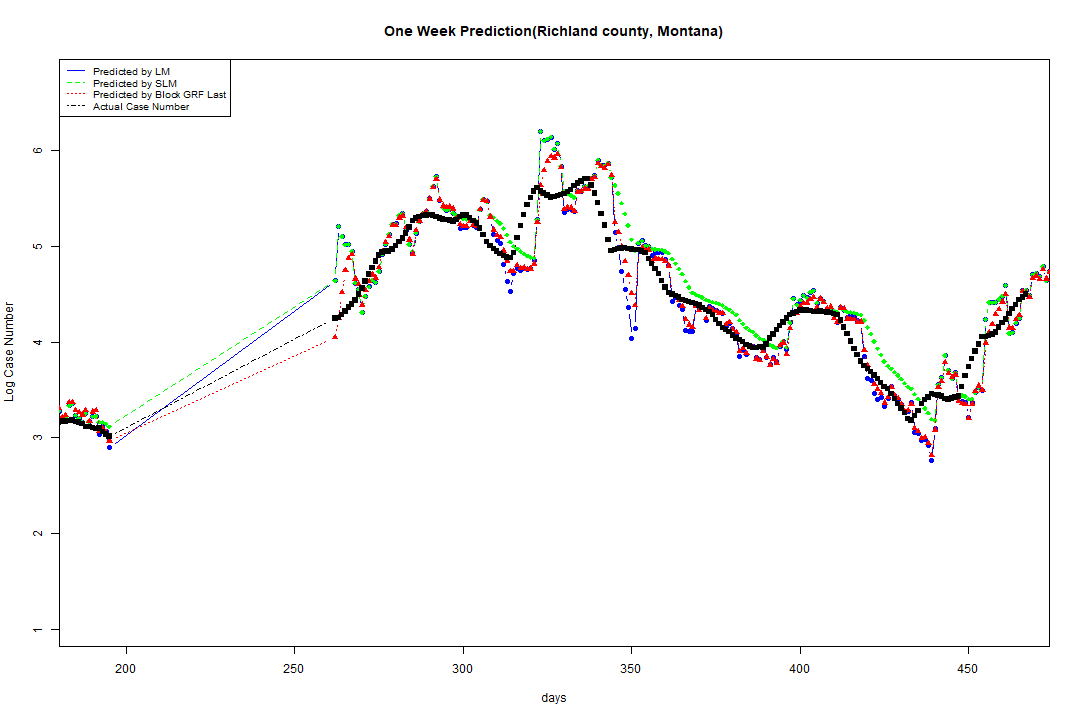 One Week Prediction(Richland county, Montana)
Predicted by LM
Predicted by SLM
Predicted by Block GRF Last
Actual Case Number
Log Case Number
6
5
4
3
2
1
200 250 300 350 400 450
days